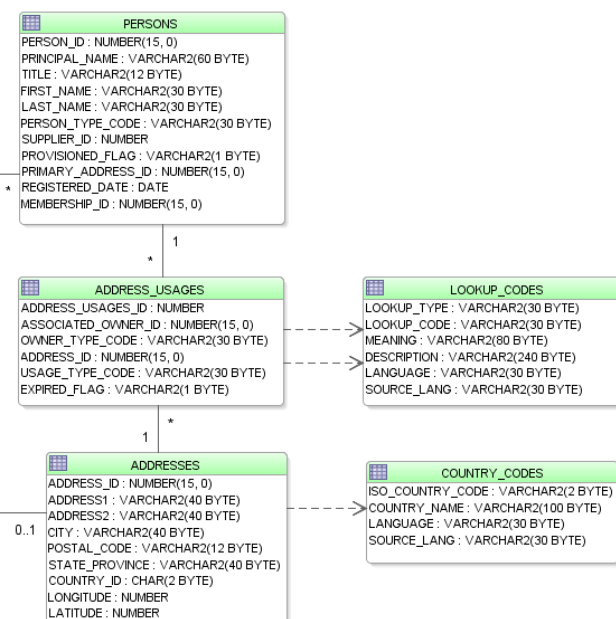 PERSONS
PERSON_ID : NUMBER(15, 0)
PRINCIPAL_NAME : VARCHAR2(60 BYTE)
TITLE : VARCHAR2(12 BYTE)
FIRST_NAME : VARCHAR2(30 BYTE)
LAST_NAME : VARCHAR2(30 BYTE)
PERSON_TYPE_CODE : VARCHAR2(30 BYTE)
SUPPLIER_ID : NUMBER
PROVISIONED_FLAG : VARCHAR2(1 BYTE)
PRIMARY_ADDRESS_ID : NUMBER(15, 0)
REGISTERED_DATE : DATE
MEMBERSHIP_ID : NUMBER(15, 0)
*
1
*
ADDRESS_USAGES
ADDRESS_USAGES_ID : NUMBER
ASSOCIATED_OWNER_ID : NUMBER(15, 0)
OWNER_TYPE_CODE : VARCHAR2(30 BYTE)
ADDRESS_ID : NUMBER(15, 0)
USAGE_TYPE_CODE : VARCHAR2(30 BYTE)
EXPIRED_FLAG : VARCHAR2(1 BYTE)
LOOKUP_CODES
LOOKUP_TYPE : VARCHAR2(30 BYTE)
LOOKUP_CODE : VARCHAR2(30 BYTE)
MEANING : VARCHAR2(80 BYTE)
DESCRIPTION : VARCHAR2(240 BYTE)
LANGUAGE : VARCHAR2(30 BYTE)
SOURCE_LANG : VARCHAR2(30 BYTE)
*
1
ADDRESSES
ADDRESS_ID : NUMBER(15, 0)
ADDRESS1 : VARCHAR2(40 BYTE)
ADDRESS2 : VARCHAR2(40 BYTE)
CITY : VARCHAR2(40 BYTE)
POSTAL_CODE : VARCHAR2(12 BYTE)
STATE_PROVINCE : VARCHAR2(40 BYTE)
COUNTRY_ID : CHAR(2 BYTE)
LONGITUDE : NUMBER
LATITUDE : NUMBER
0..1
COUNTRY_CODES
ISO_COUNTRY_CODE : VARCHAR2(2 BYTE)
COUNTRY_NAME : VARCHAR2(100 BYTE)
LANGUAGE : VARCHAR2(30 BYTE)
SOURCE_LANG : VARCHAR2(30 BYTE)